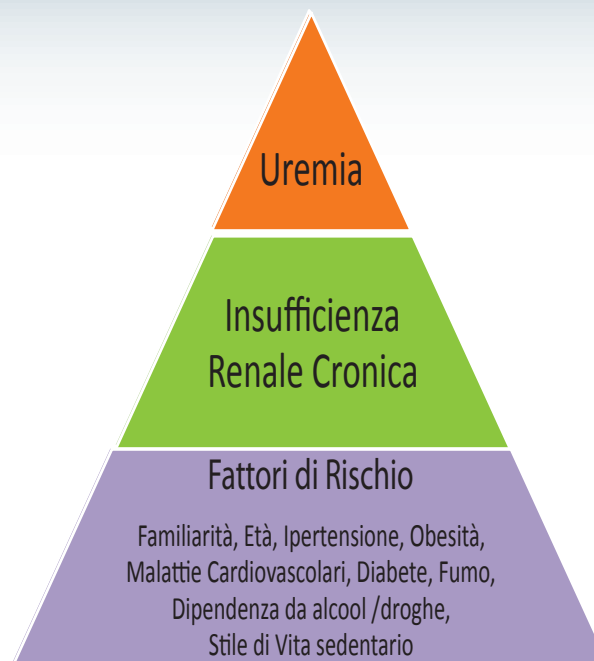 Uremia
Insufficienza
Renale Cronica
Fattori di Rischio
Familiarità, Età, Ipertensione, Obesità,
Malattie Cardiovascolari, Diabete, Fumo,
Dipendenza da alcool /droghe,
Stile di Vita sedentario